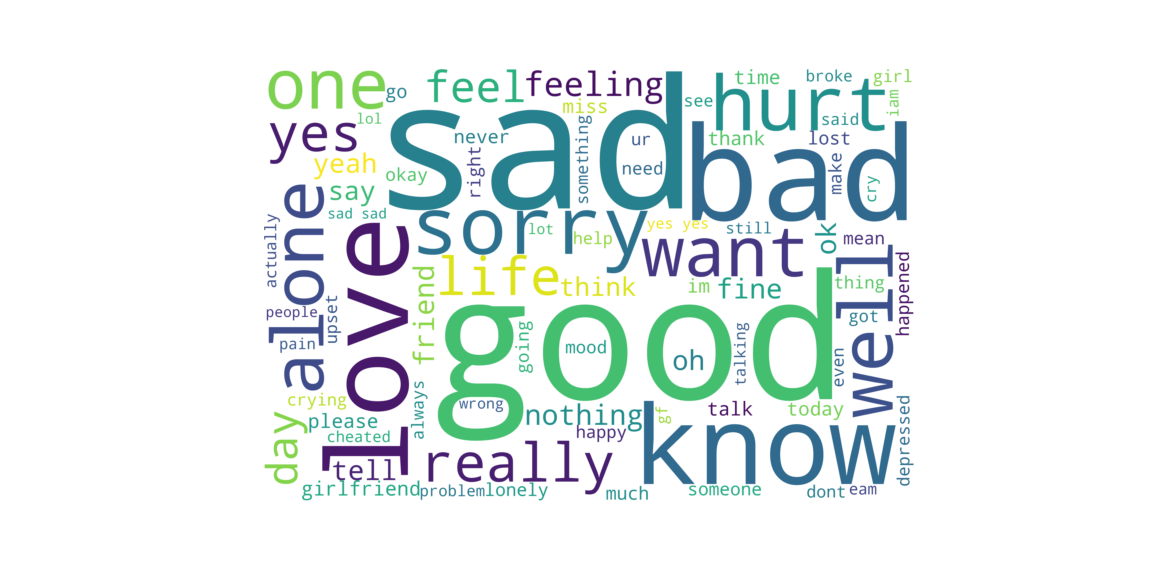 one
go
feel
feeling
time
broke
girl
miss
see
hurt
iam
lol
yes
sad
never
something
ur
thank
said
lost
yeah
okay
right
need
bad
make
cry
say
sad sad
alone
actually
love
sorry
lot
help
yes yes
want
still
ok
mean
well
happened
life
think
im
fine
thing
friend
people
upset
pain
good
going
mood
oh
talking
got
even
crying
always
wrong
nothing
gf
talk
today
day
please
cheated
happy
know
depressed
tell
really
girlfriend
problem
lonely
much
someone
dont
eam